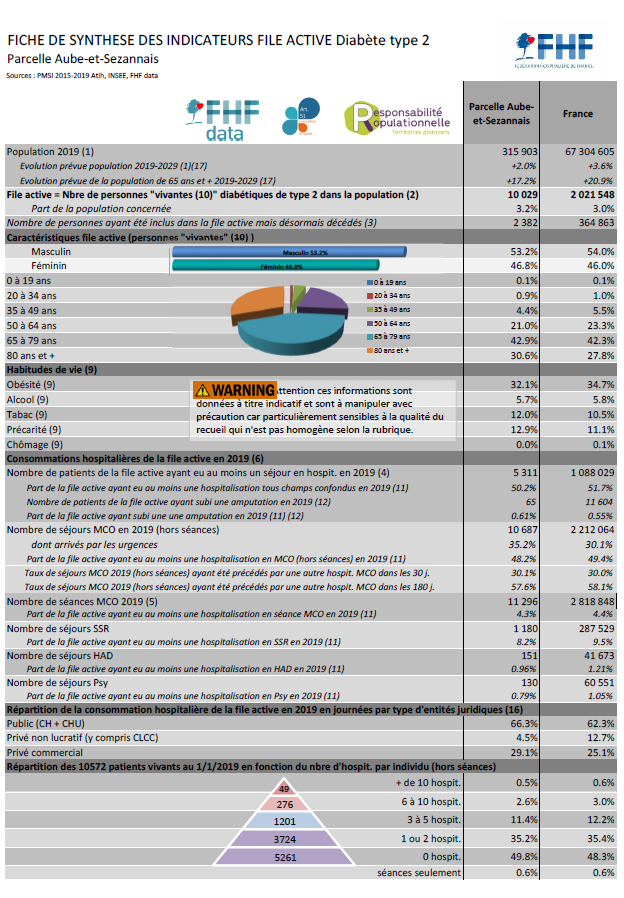 FICHE DE SYNTHESE DES INDICATEURS FILE ACTIVE Diabète type 2
Parcelle Aube-et-Sezannais
Sources : PMSI 2015-2019 Atih, INSEE, FHF data
FHF
FEDERATION HOSPITALIERE DE FRANCE
FHF data
Art. 51
Responsabilité Populationnelle
Territoires pionniers
Parcelle Aube-et-Sezannais France
Population 2019 (1) 315 903 67 304 605
Evolution prévue population 2019-2029 (1)(17) +2.0% +3.6%
Evolution prévue de la population de 65 ans et + 2019-2029 (17) +17.2% +20.9%
File active = Nbre de personnes "vivantes (10)" diabétiques de type 2 dans la population (2) 10 029 2 021 548
Part de la population concernée 3.2% 3.0%
Nombre de personnes ayant été inclus dans la file active mais désormais décédés (3) 2 382 364 863
Caractéristiques file active (personnes "vivantes" (10) )
Masculin Masculin 53.2% 53.2% 54.0%
Féminin Féminin 46.8% 46.8% 46.0%
0 à 19 ans 0 à 19 ans 0.1% 0.1%
20 à 34 ans 20 à 34 ans 0.9% 1.0%
35 à 49 ans 35 à 49 ans 4.4% 5.5%
50 à 64 ans 50 à 64 ans 21.0% 23.3%
65 à 79 ans 65 à 79 ans 42.9% 42.3%
80 ans et + 80 ans et + 30.6% 27.8%
Habitudes de vie (9)
Obésité (9) 32.1% 34.7%
Alcool (9) 5.7% 5.8%
Tabac (9) 12.0% 10.5%
Précarité (9) 12.9% 11.1%
Chômage (9) 0.0% 0.1%
WARNING Attention ces informations sont
données à titre indicatif et sont à manipuler avec
précaution car particulièrement sensibles à la qualité du
recueil qui n'est pas homogène selon la rubrique.
Consommations hospitalières de la file active en 2019 (6)
Nombre de patients de la file active ayant eu au moins un séjour en hospit. en 2019 (4) 5 311 1 088 029
Part de la file active ayant eu au moins une hospitalisation tous champs confondus en 2019 (11) 50.2% 51.7%
Nombre de patients de la file active ayant subi une amputation en 2019 (12) 65 11 604
Part de la file active ayant subi une une amputation en 2019 (11) (12) 0.61% 0.55%
Nombre de séjours MCO en 2019 (hors séances) 10 687 2 212 064
dont arrivés par les urgences 35.2% 30.1%
Part de la file active ayant eu au moins une hospitalisation en MCO (hors séances) en 2019 (11) 48.2% 49.4%
Taux de séjours MCO 2019 (hors séances) ayant été précédés par une autre hospit. MCO dans les 30 j. 30.1% 30.0%
Taux de séjours MCO 2019 (hors séances) ayant été précédés par une autre hospit. MCO dans les 180 j. 57.6% 58.1%
Nombre de séances MCO 2019 (5) 11 296 2 818 848
Part de la file active ayant eu au moins une hospitalisation en séance MCO en 2019 (11) 4.3% 4.4%
Nombre de séjours SSR 1 180 287 529
Part de la file active ayant eu au moins une hospitalisation en SSR en 2019 (11) 8.2% 9.5%
Nombre de séjours HAD 151 41 673
Part de la file active ayant eu au moins une hospitalisation en HAD en 2019 (11) 0.96% 1.21%
Nombre de séjours Psy 130 60 551
Part de la file active ayant eu au moins une hospitalisation en Psy en 2019 (11) 0.79% 1.05%
Répartition de la consommation hospitalière de la file active en 2019 en journées par type d'entités juridiques (16)
Public (CH + CHU) 66.3% 62.3%
Privé non lucratif (y compris CLCC) 4.5% 12.7%
Privé commercial 29.1% 25.1%
Répartition des 10572 patients vivants au 1/1/2019 en fonction du nbre d'hospit. par individu (hors séances)
49 + de 10 hospit. 0.5% 0.6%
276 6 à 10 hospit. 2.6% 3.0%
1201 3 à 5 hospit. 11.4% 12.2%
3724 1 ou 2 hospit. 35.2% 35.4%
5261 0 hospit. 49.8% 48.3%
séances seulement 0.6% 0.6%